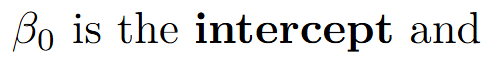 β₀ is the intercept and